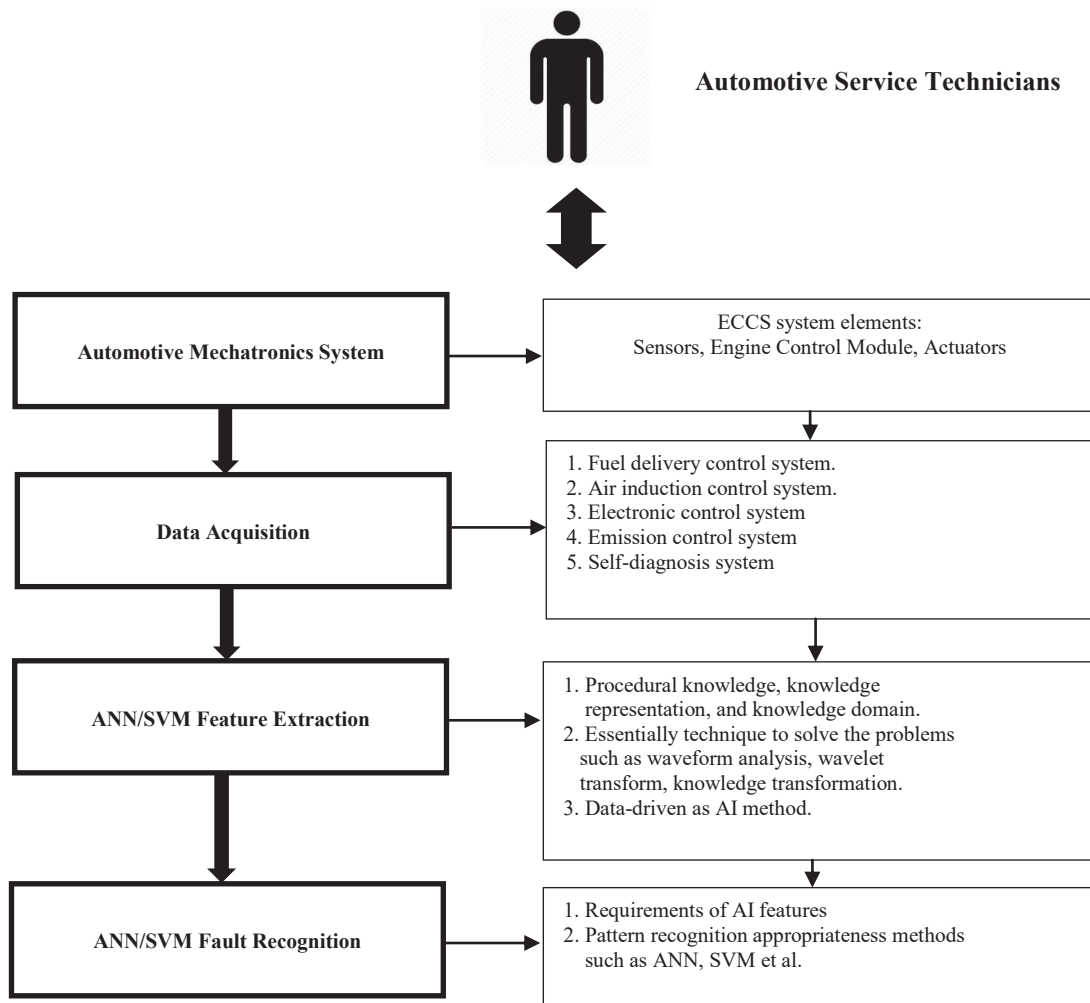 Automotive Service Technicians
Automotive Mechatronics System
ECCS system elements:
Sensors, Engine Control Module, Actuators
Data Acquisition
1. Fuel delivery control system.
2. Air induction control system.
3. Electronic control system
4. Emission control system
5. Self-diagnosis system
ANN/SVM Feature Extraction
1. Procedural knowledge, knowledge
representation, and knowledge domain.
2. Essentially technique to solve the problems
such as waveform analysis, wavelet
transform, knowledge transformation.
3. Data-driven as AI method.
ANN/SVM Fault Recognition
1. Requirements of AI features
2. Pattern recognition appropriateness methods
such as ANN, SVM et al.